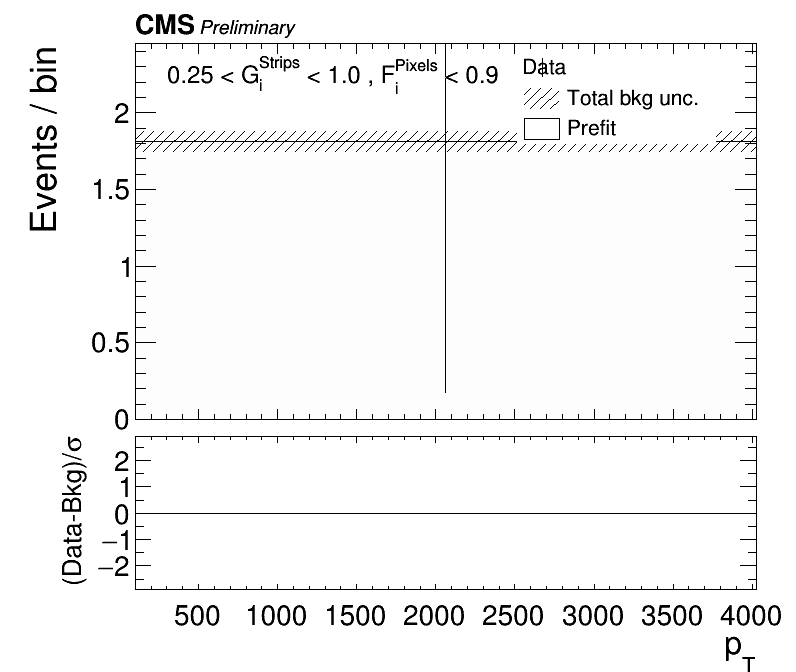 CMS Preliminary
0.25 < G_i^Strips < 1.0 , F_i^Pixels < 0.9
Data
Total bkg unc.
Prefit
Events / bin
2
1.5
1
0.5
0
(Data-Bkg)/σ
2
1
0
−1
−2
500 1000 1500 2000 2500 3000 3500 4000
p_T